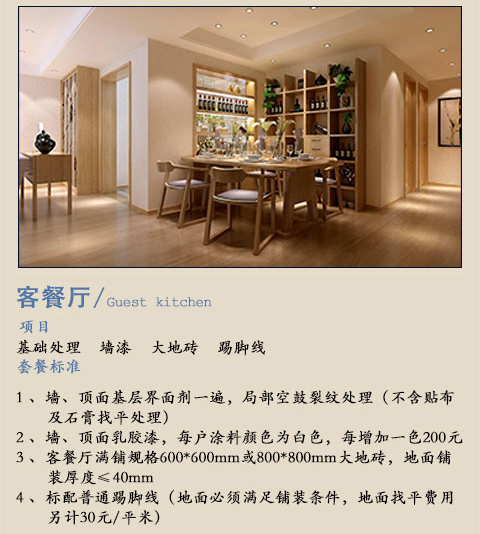 客餐厅/Guest kitchen
项目
基础处理 墙漆 大地砖 踢脚线
套餐标准
1、墙、顶面基层界面剂一遍，局部空鼓裂纹处理（不含贴布
及石膏找平处理）
2、墙、顶面乳胶漆，每户涂料颜色为白色，每增加一色200元
3、客餐厅满铺规格600*600mm或800*800mm大地砖，地面铺
装厚度≤40mm
4、标配普通踢脚线（地面必须满足铺装条件，地面找平费用
另计30元/平米）